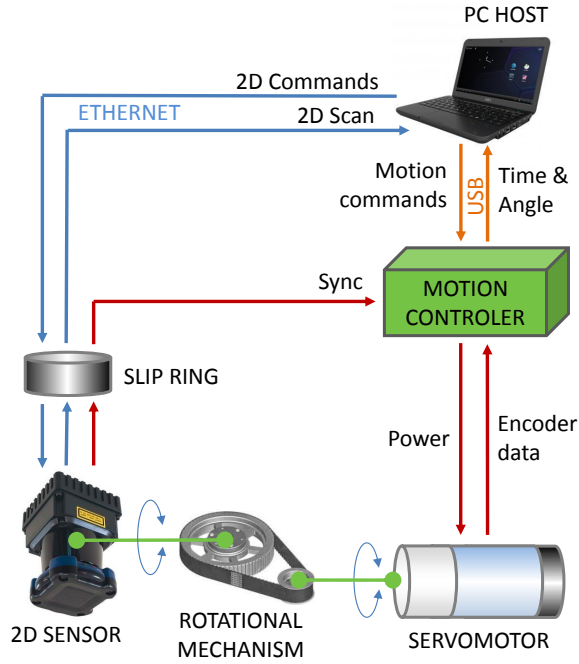 PC HOST
2D Commands
ETHERNET
2D Scan
Motion
commands
USB
Time &
Angle
Sync
MOTION
CONTROLER
SLIP RING
Power
Encoder
data
2D SENSOR
ROTATIONAL
MECHANISM
SERVOMOTOR